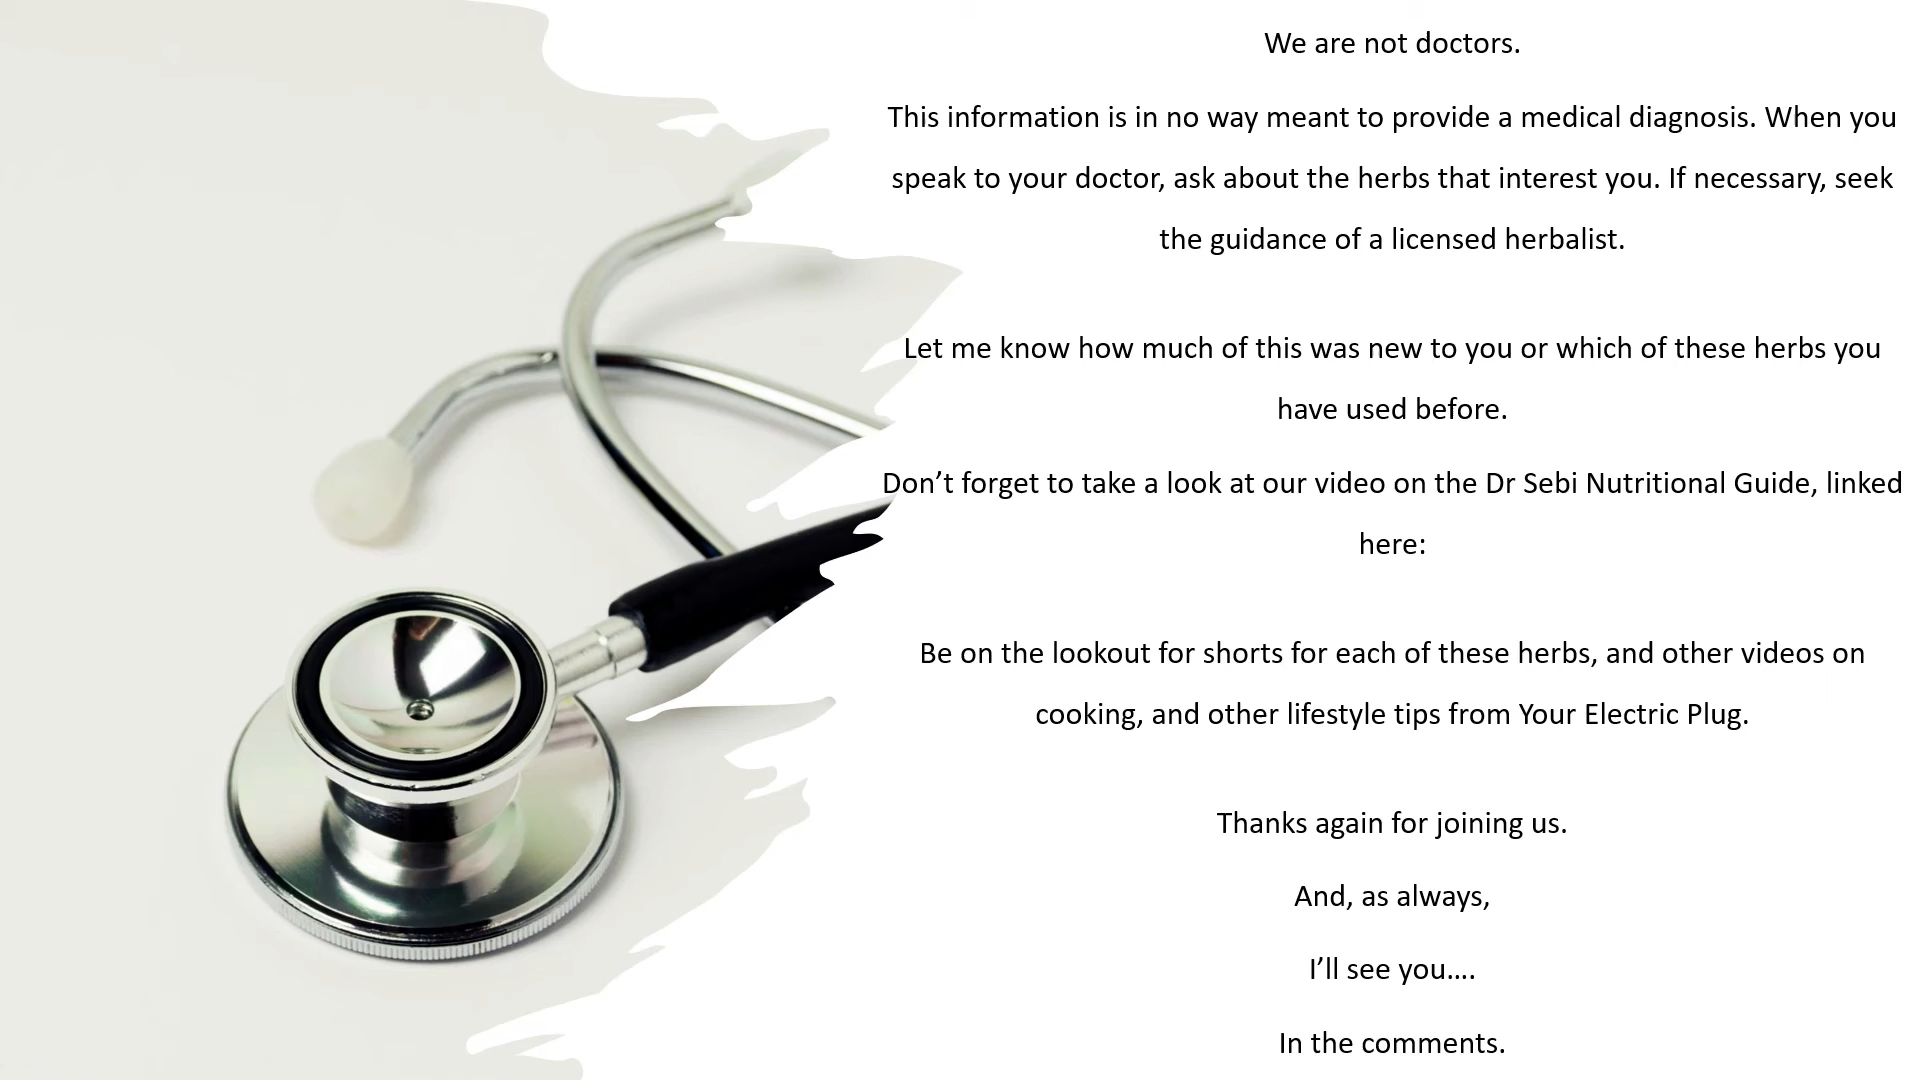 We are not doctors.
This information is in no way meant to provide a medical diagnosis. When you
speak to your doctor, ask about the herbs that interest you. If necessary, seek
the guidance of a licensed herbalist.
Let me know how much of this was new to you or which of these herbs you
have used before.
Don’t forget to take a look at our video on the Dr Sebi Nutritional Guide, linked
here:
Be on the lookout for shorts for each of these herbs, and other videos on
cooking, and other lifestyle tips from Your Electric Plug.
Thanks again for joining us.
And, as always,
I’ll see you....
In the comments.